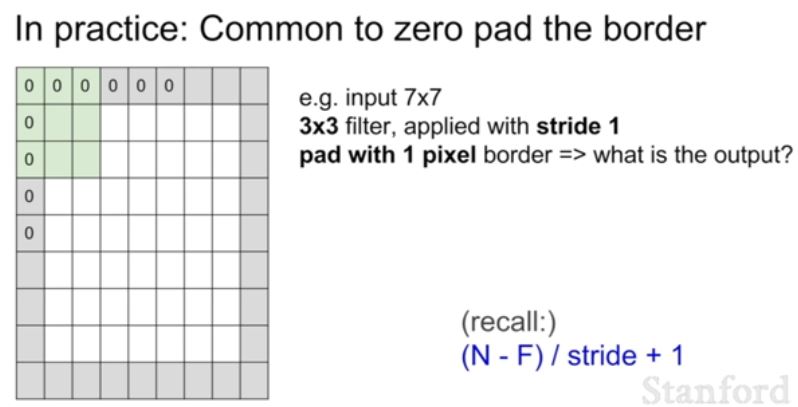 In practice: Common to zero pad the border
0 0 0 0 0 0
0
0
0
0
e.g. input 7x7
3x3 filter, applied with stride 1
pad with 1 pixel border => what is the output?
(recall:)
(N - F) / stride + 1
Stanford